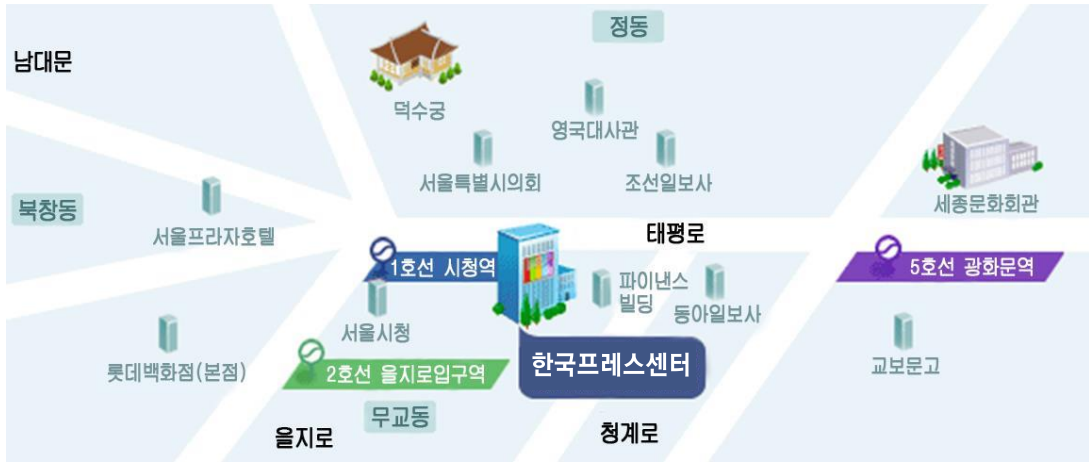 정동
남대문
덕수궁
영국대사관
서울특별시의회
조선일보사
세종문화회관
북창동
서울프라자호텔
태평로
1호선 시청역
5호선 광화문역
파이낸스
빌딩
동아일보사
서울시청
롯데백화점(본점)
2호선 을지로입구역
한국프레스센터
교보문고
무교동
을지로
청계로